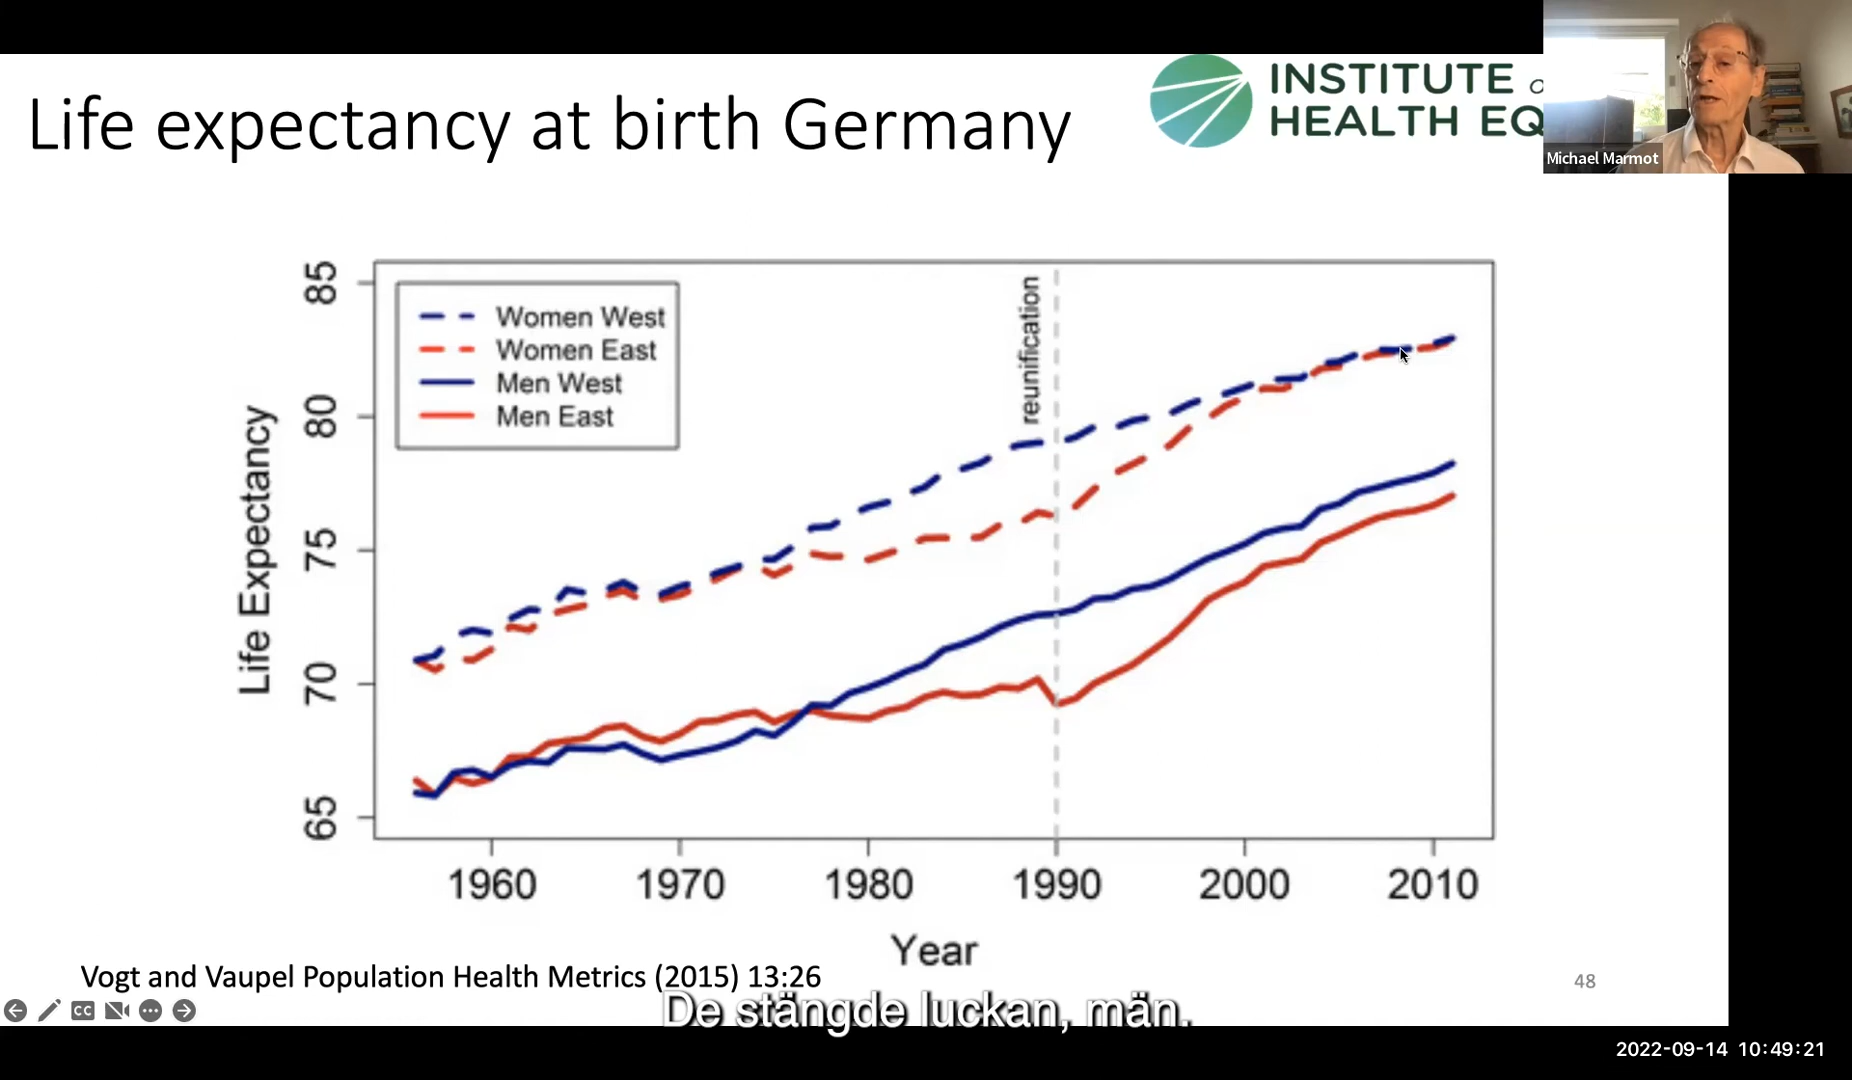 Life expectancy at birth Germany
INSTITUTE
HEALTH EQ
Michael Marmot
Women West
Women East
Men West
Men East
reunification
85
80
75
70
65
Life Expectancy
1960 1970 1980 1990 2000 2010
Year
Vogt and Vaupel Population Health Metrics (2015) 13:26
48
CC
De stängde luckan, män.
2022-09-14 10:49:21